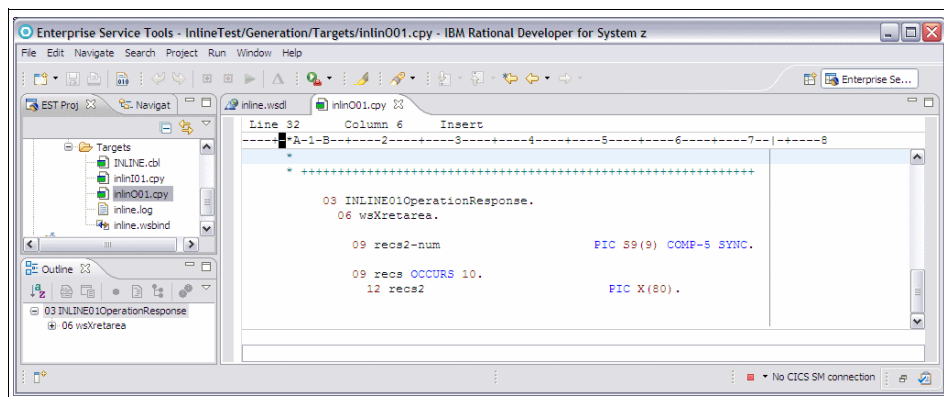 Enterprise Service Tools - InlineTest/Generation/Targets/inlinO01.cpy - IBM Rational Developer for System z
File Edit Navigate Search Project Run Window Help
Enterprise Se...
EST Proj Navigat
inline.wsdl inlnO01.cpy
Targets
INLINE.cbl
inlnI01.cpy
inlnO01.cpy
inline.log
inline.wsbind
Line 32 Column 6 Insert
----+-*A-1-B--+----2----+----3----+----4----+----5----+----6----+----7--|-+----8
*
* ++++++++++++++++++++++++++++++++++++++++++++++++++++++++++++++
03 INLINE01OperationResponse.
06 wsXretarea.
09 recs2-num PIC S9(9) COMP-5 SYNC.
09 recs OCCURS 10.
12 recs2 PIC X(80).
Outline
03 INLINE01OperationResponse
06 wsXretarea
No CICS SM connection